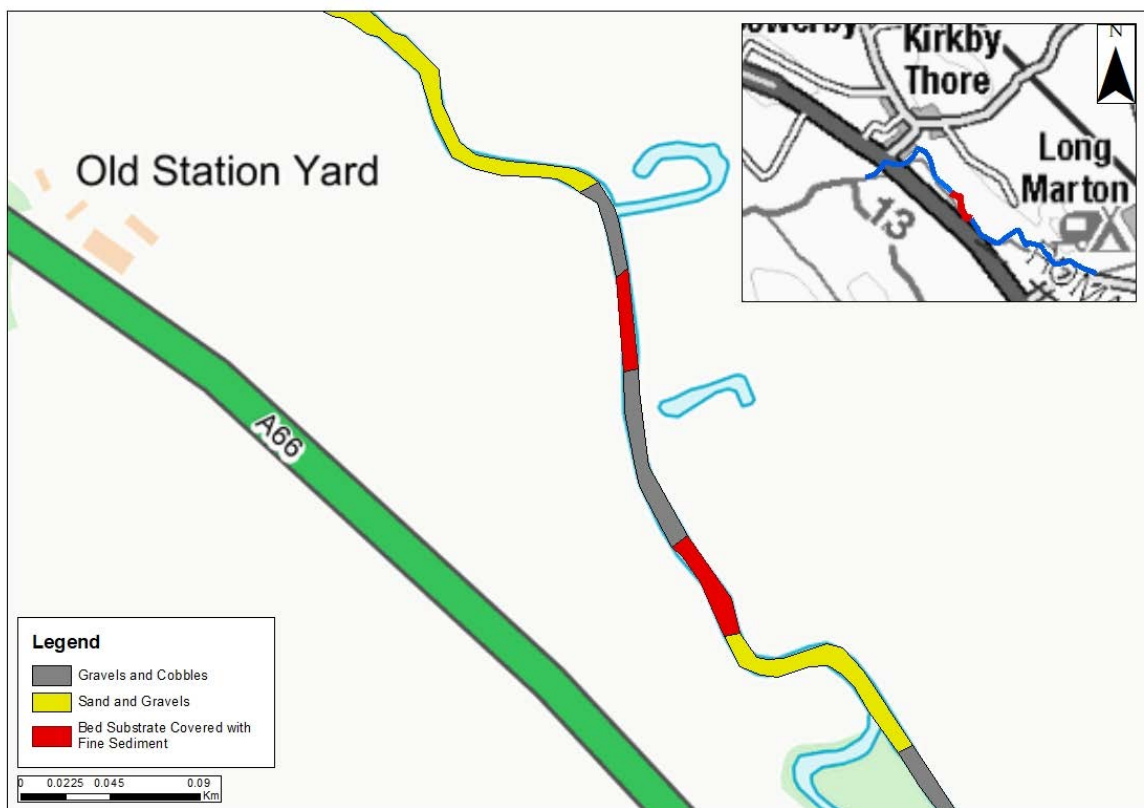 Old Station Yard
A66
Kirkby
Thore
Long
Marton
13
N
Legend
Gravels and Cobbles
Sand and Gravels
Bed Substrate Covered with
Fine Sediment
0 0.0225 0.045 0.09
Km